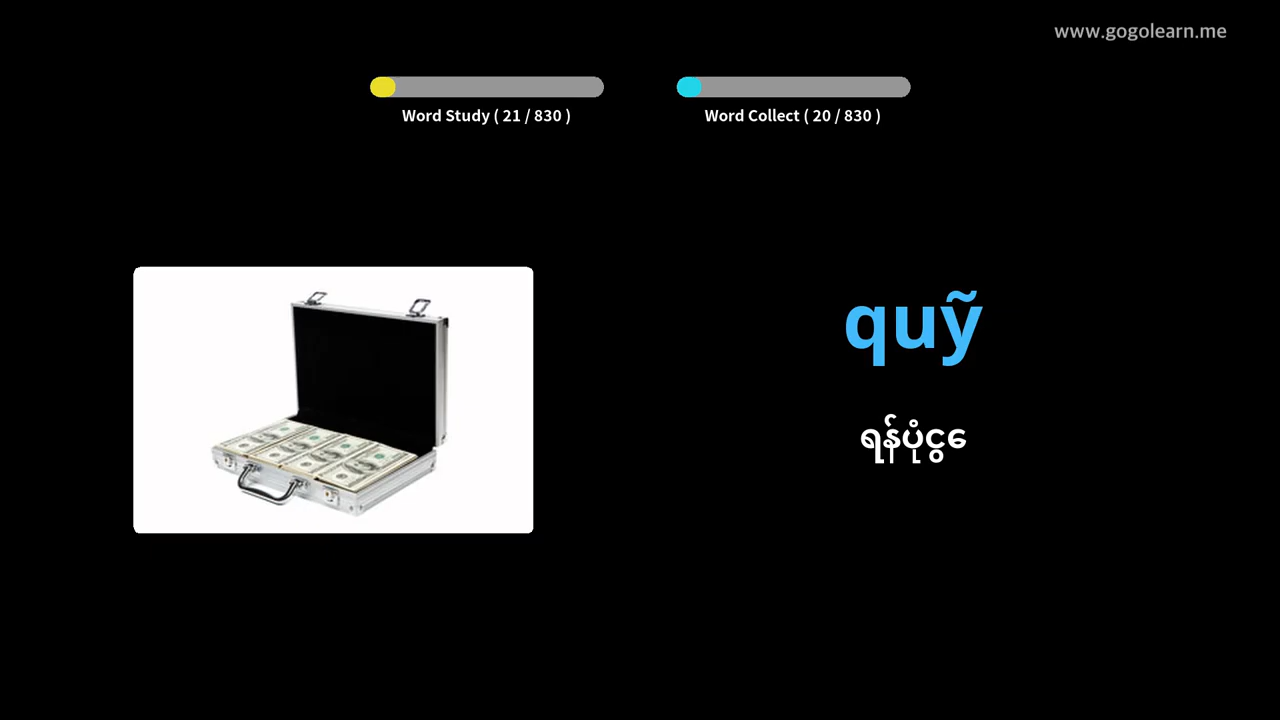 www.gogolearn.me
Word Study ( 21 / 830 )
Word Collect ( 20 / 830 )
quỹ
ရန်ပုံငွေ